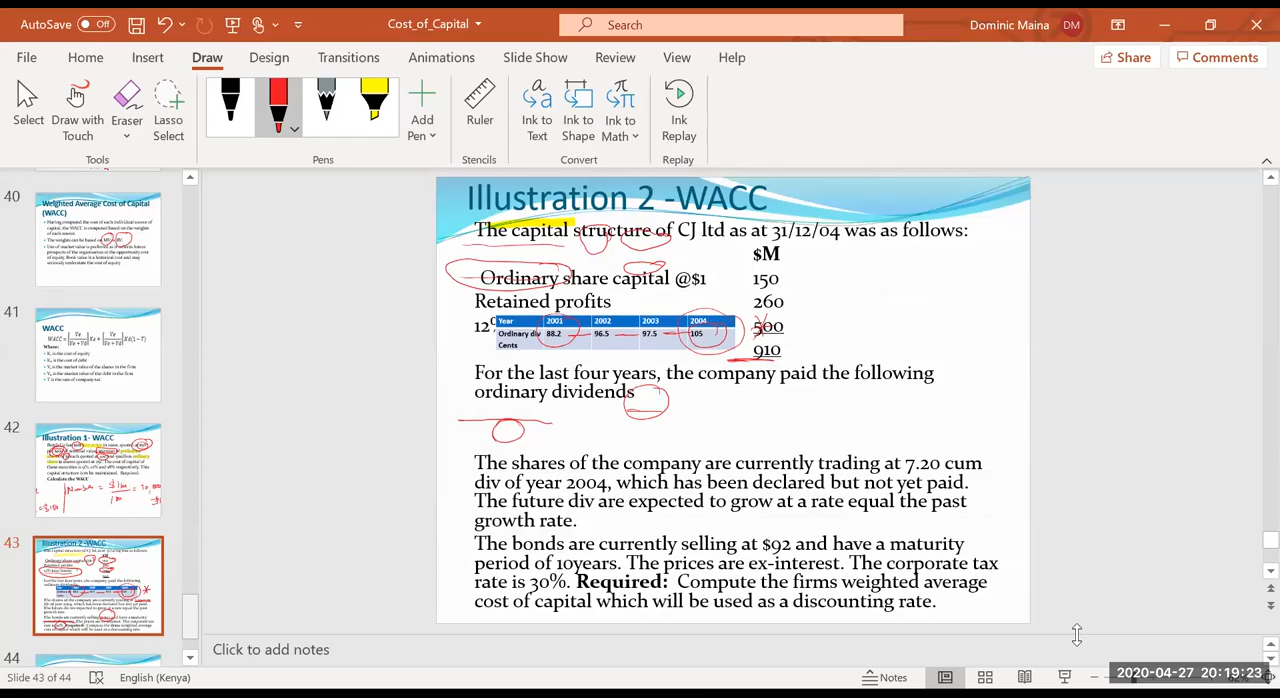 AutoSave Off Cost_of_Capital Search Dominic Maina DM
File Home Insert Draw Design Transitions Animations Slide Show Review View Help Share Comments
Select Draw with Touch Eraser Lasso Select Add Pen Ruler Ink to Text Ink to Shape Ink to Math Ink Replay
Tools Pens Stencils Convert Replay
40
Weighted Average Cost of Capital (WACC)
41
WACC
Where:
42
Illustration 1- WACC
Calculate the WACC
43
Illustration 2 -WACC
44
Illustration 2 -WACC
The capital structure of CJ ltd as at 31/12/04 was as follows:
$M
Ordinary share capital @$1 150
Retained profits 260
12% 500
Year 2001 2002 2003 2004
Ordinary div 88.2 96.5 97.5 105
Cents
910
For the last four years, the company paid the following
ordinary dividends
The shares of the company are currently trading at 7.20 cum
div of year 2004, which has been declared but not yet paid.
The future div are expected to grow at a rate equal the past
growth rate.
The bonds are currently selling at $92 and have a maturity
period of 10years. The prices are ex-interest. The corporate tax
rate is 30%. Required: Compute the firms weighted average
cost of capital which will be used as a discounting rate.
Click to add notes
Slide 43 of 44 English (Kenya) Notes
2020-04-27 20:19:23